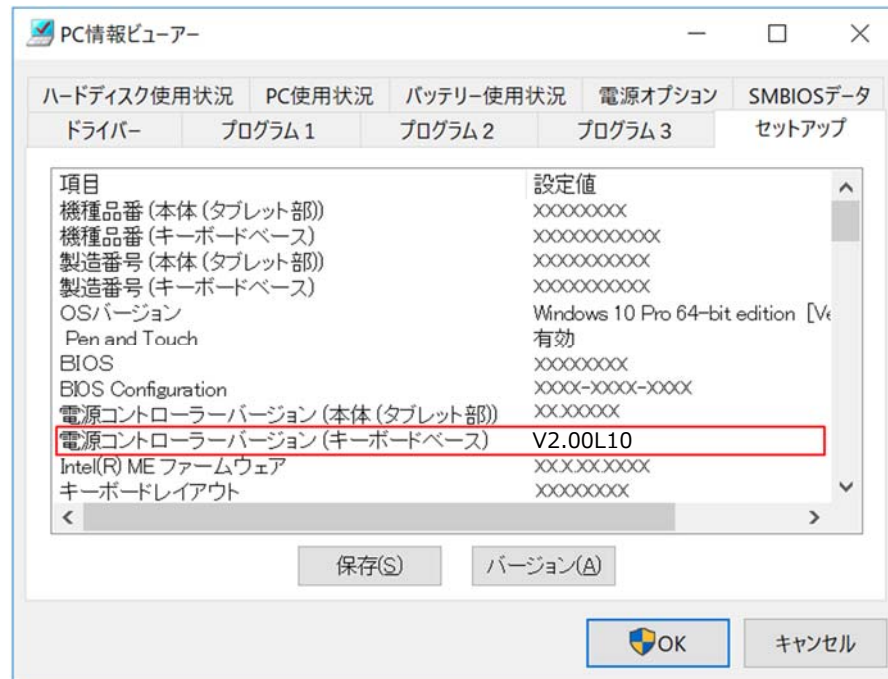 PC情報ビューアー
ハードディスク使用状況 PC使用状況 バッテリー使用状況 電源オプション SMBIOSデータ
ドライバー プログラム1 プログラム2 プログラム3 セットアップ
項目 設定値
機種品番(本体(タブレット部)) XXXXXXXX
機種品番(キーボードベース) XXXXXXXXXXX
製造番号(本体(タブレット部)) XXXXXXXXXX
製造番号(キーボードベース) XXXXXXXXXX
OSバージョン Windows 10 Pro 64-bit edition [Ve
Pen and Touch 有効
BIOS XXXXXXXX
BIOS Configuration XXXX-XXXX-XXXX
電源コントローラーバージョン(本体(タブレット部)) XX.XXXXX
電源コントローラーバージョン(キーボードベース) V2.00L10
Intel(R) ME ファームウェア XX.X.XX.XXXX
キーボードレイアウト XXXXXXXX
保存(S) バージョン(A)
OK キャンセル